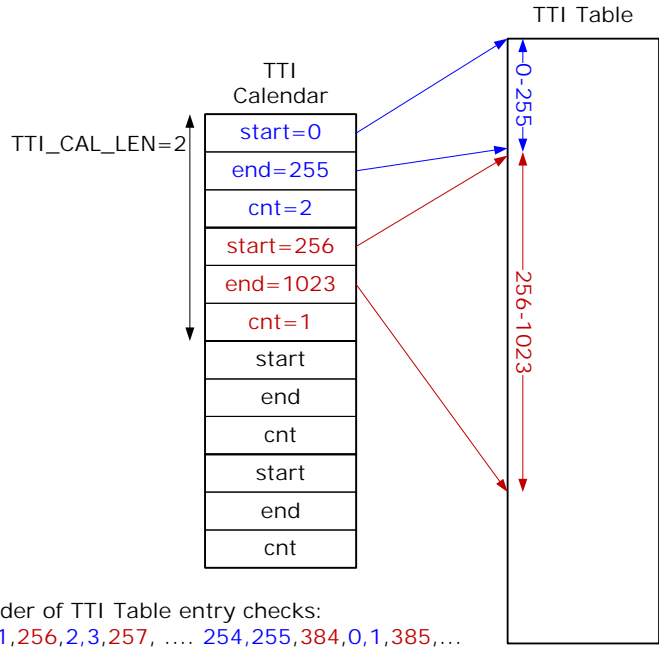 TTI Table
TTI
Calendar
TTI_CAL_LEN=2
start=0
end=255
cnt=2
start=256
end=1023
cnt=1
start
end
cnt
start
end
cnt
0-255
256-1023
der of TTI Table entry checks:
1,256,2,3,257, .... 254,255,384,0,1,385,...